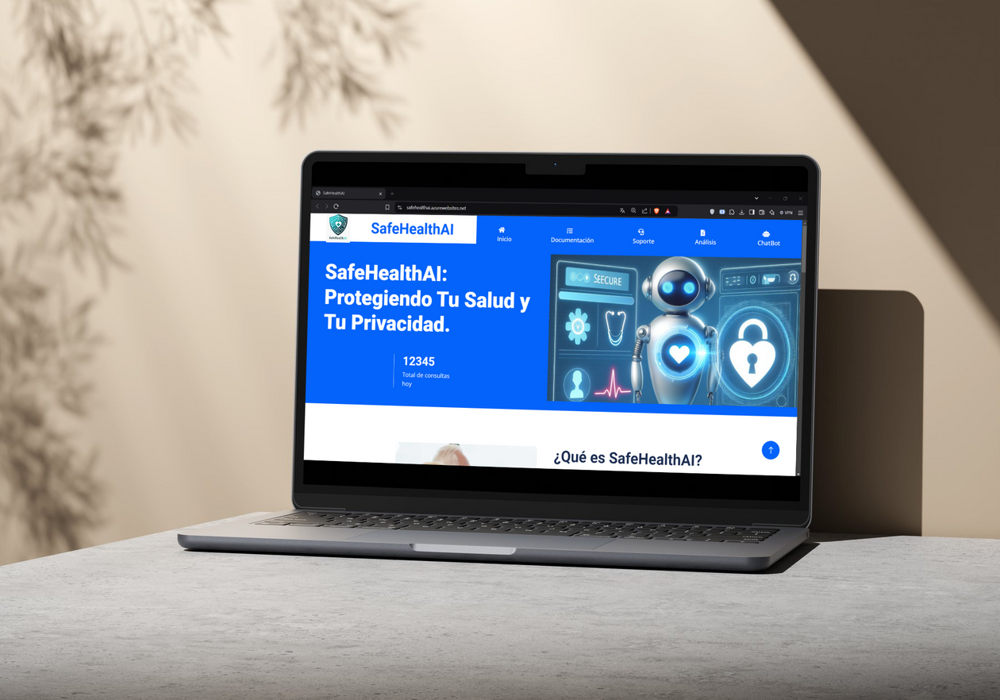 SafeHealthAI
safehealthai.azurewebsites.net
VPN
SafeHealthAI
SafeHealthAI
Inicio
Documentación
Soporte
Análisis
ChatBot
SafeHealthAI:
Protegiendo Tu Salud y
Tu Privacidad.
12345
Total de consultas
hoy
SEECURE
¿Qué es SafeHealthAI?